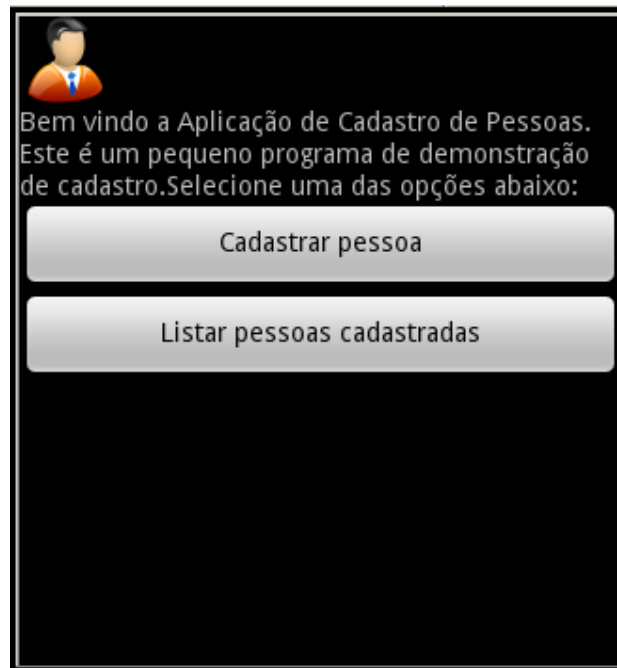 Bem vindo a Aplicação de Cadastro de Pessoas.
Este é um pequeno programa de demonstração
de cadastro.Selecione uma das opções abaixo:
Cadastrar pessoa
Listar pessoas cadastradas